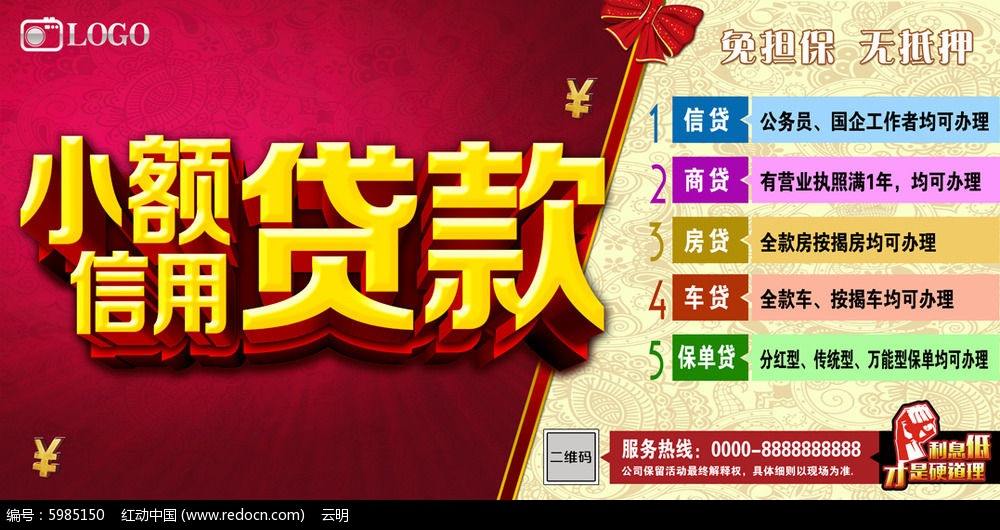 LOGO
小额
信用
贷款
免担保 无抵押
1 信贷 公务员、国企工作者均可办理
2 商贷 有营业执照满1年，均可办理
3 房贷 全款房按揭房均可办理
4 车贷 全款车、按揭车均可办理
5 保单贷 分红型、传统型、万能型保单均可办理
二维码
服务热线：0000-8888888888
公司保留活动最终解释权，具体细则以现场为准.
利息低
才是硬道理
编号：5985150 红动中国 (www.redocn.com) 云明